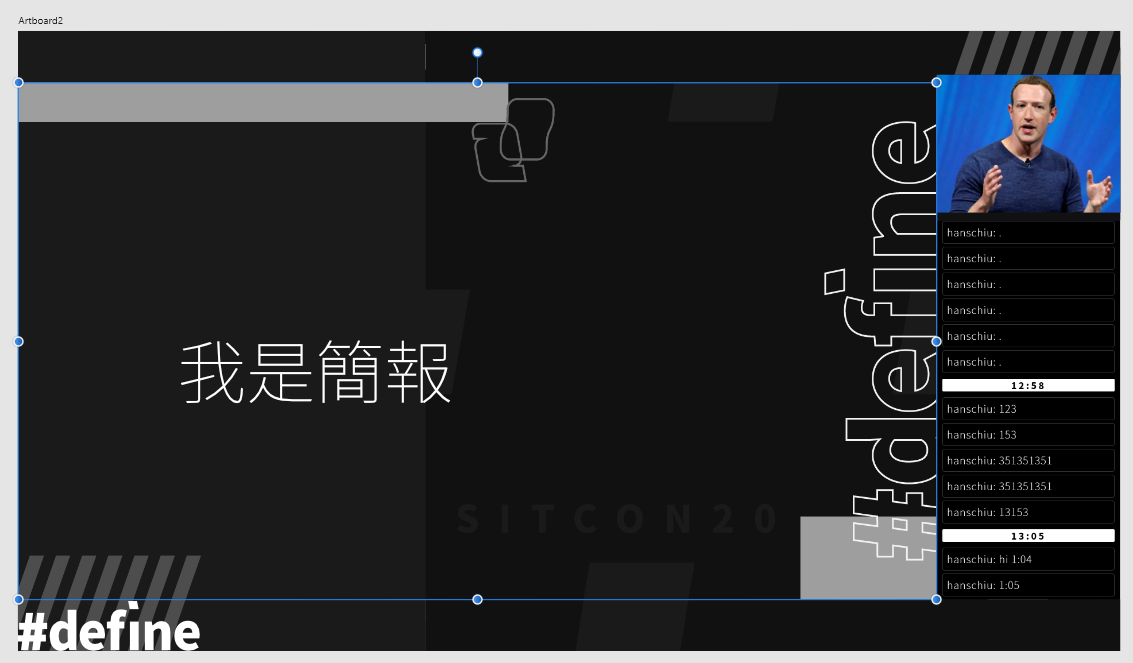 Artboard2
#define
我是簡報
SITCON20
#define
hanschiu: .
hanschiu: .
hanschiu: .
hanschiu: .
hanschiu: .
hanschiu: .
12:58
hanschiu: 123
hanschiu: 153
hanschiu: 351351351
hanschiu: 351351351
hanschiu: 13153
13:05
hanschiu: hi 1:04
hanschiu: 1:05